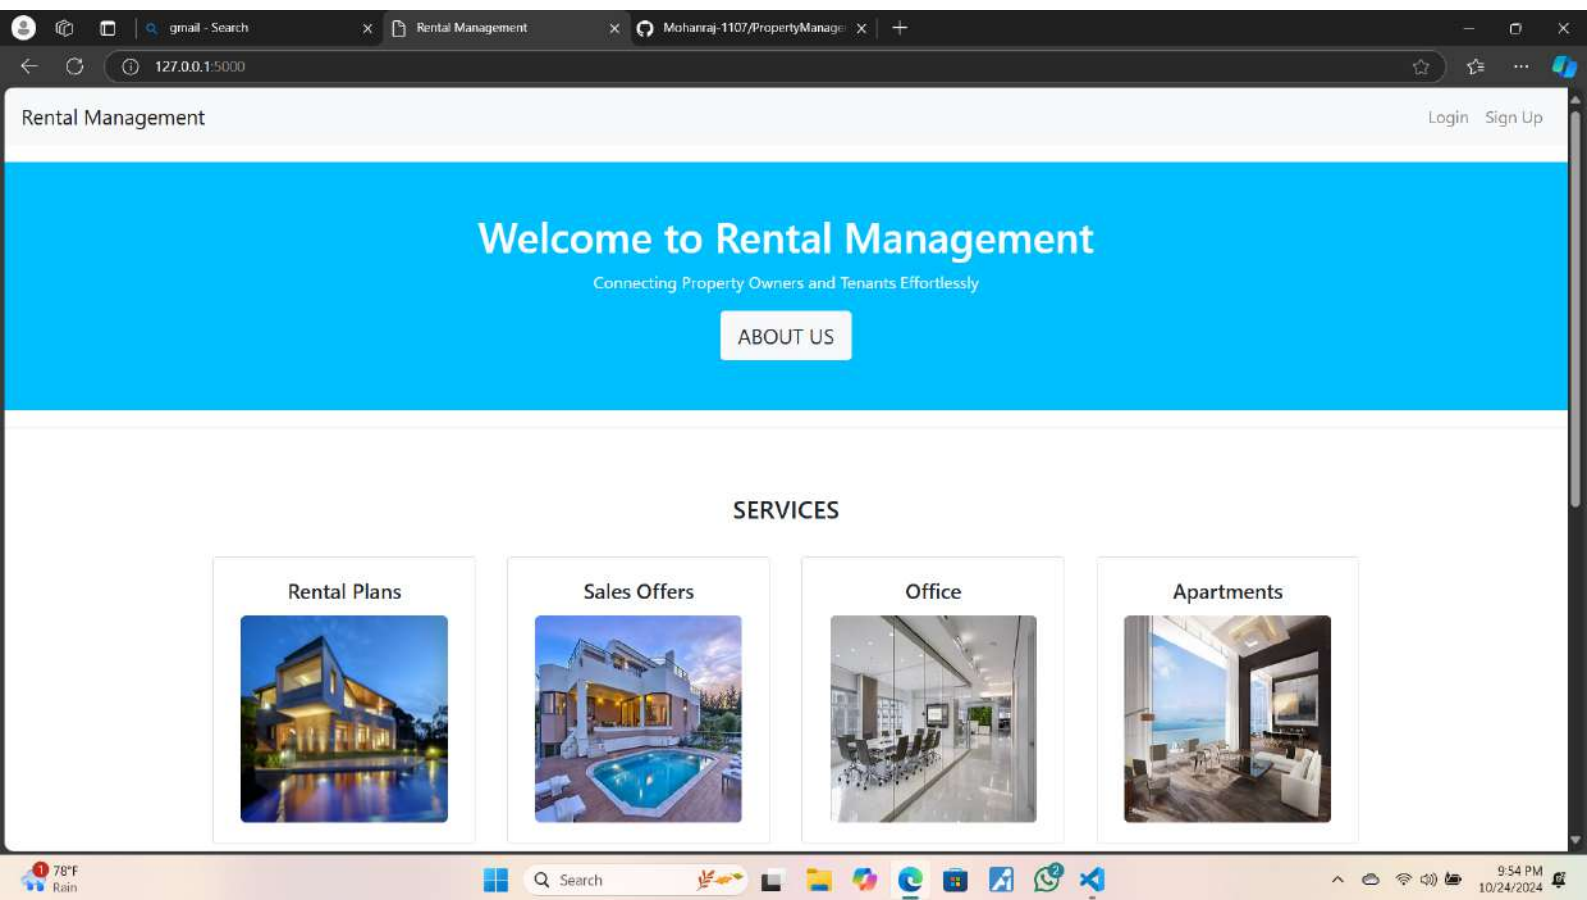 gmail - Search
Rental Management
Mohanraj-1107/PropertyManage
127.0.0.1:5000
Rental Management
Login Sign Up
Welcome to Rental Management
Connecting Property Owners and Tenants Effortlessly
ABOUT US
SERVICES
Rental Plans
Sales Offers
Office
Apartments
1
78°F
Rain
Search
2
9:54 PM
10/24/2024